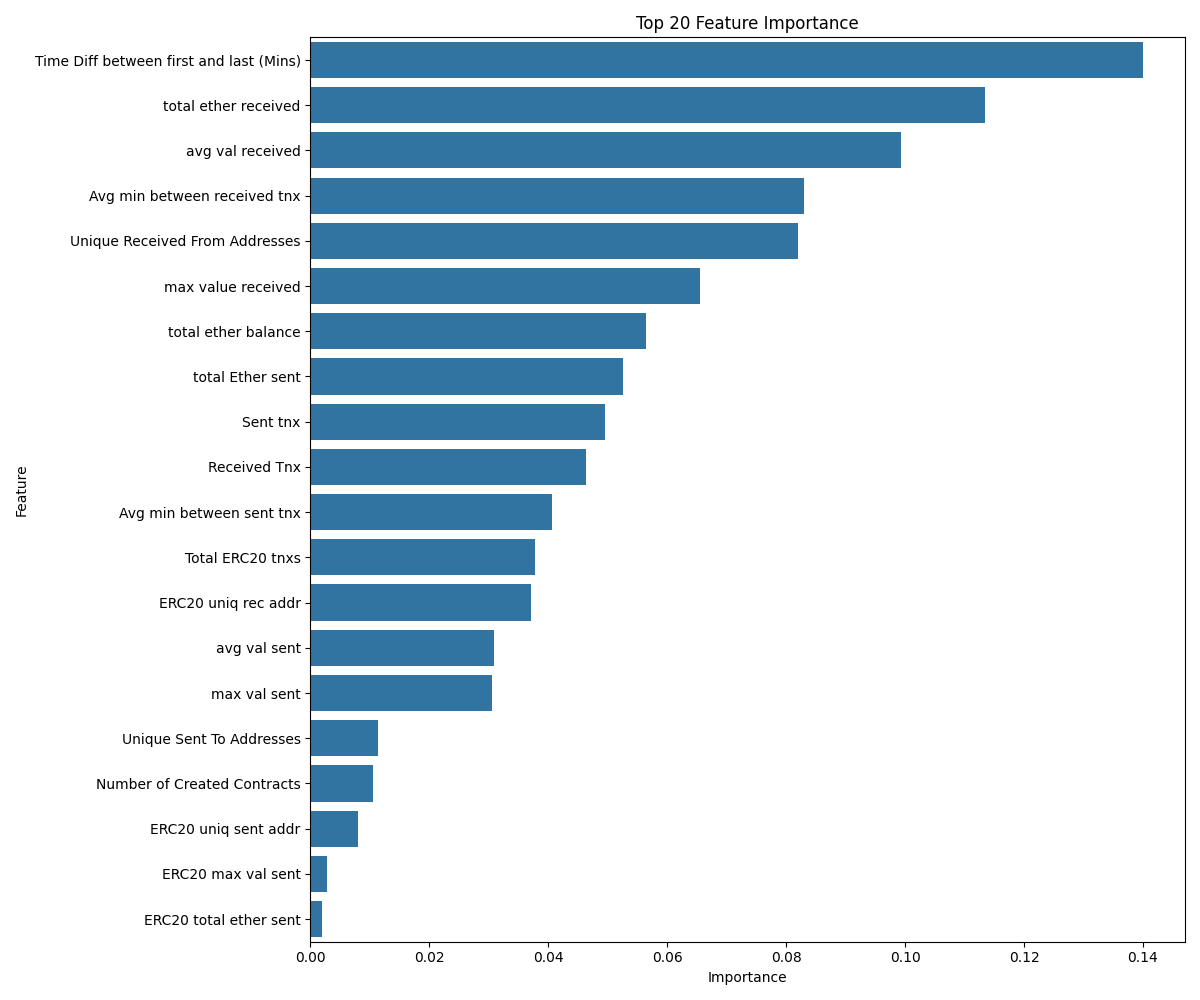 Top 20 Feature Importance
Time Diff between first and last (Mins)
total ether received
avg val received
Avg min between received tnx
Unique Received From Addresses
max value received
total ether balance
total Ether sent
Sent tnx
Received Tnx
Avg min between sent tnx
Total ERC20 tnxs
ERC20 uniq rec addr
avg val sent
max val sent
Unique Sent To Addresses
Number of Created Contracts
ERC20 uniq sent addr
ERC20 max val sent
ERC20 total ether sent
Feature
0.00 0.02 0.04 0.06 0.08 0.10 0.12 0.14
Importance